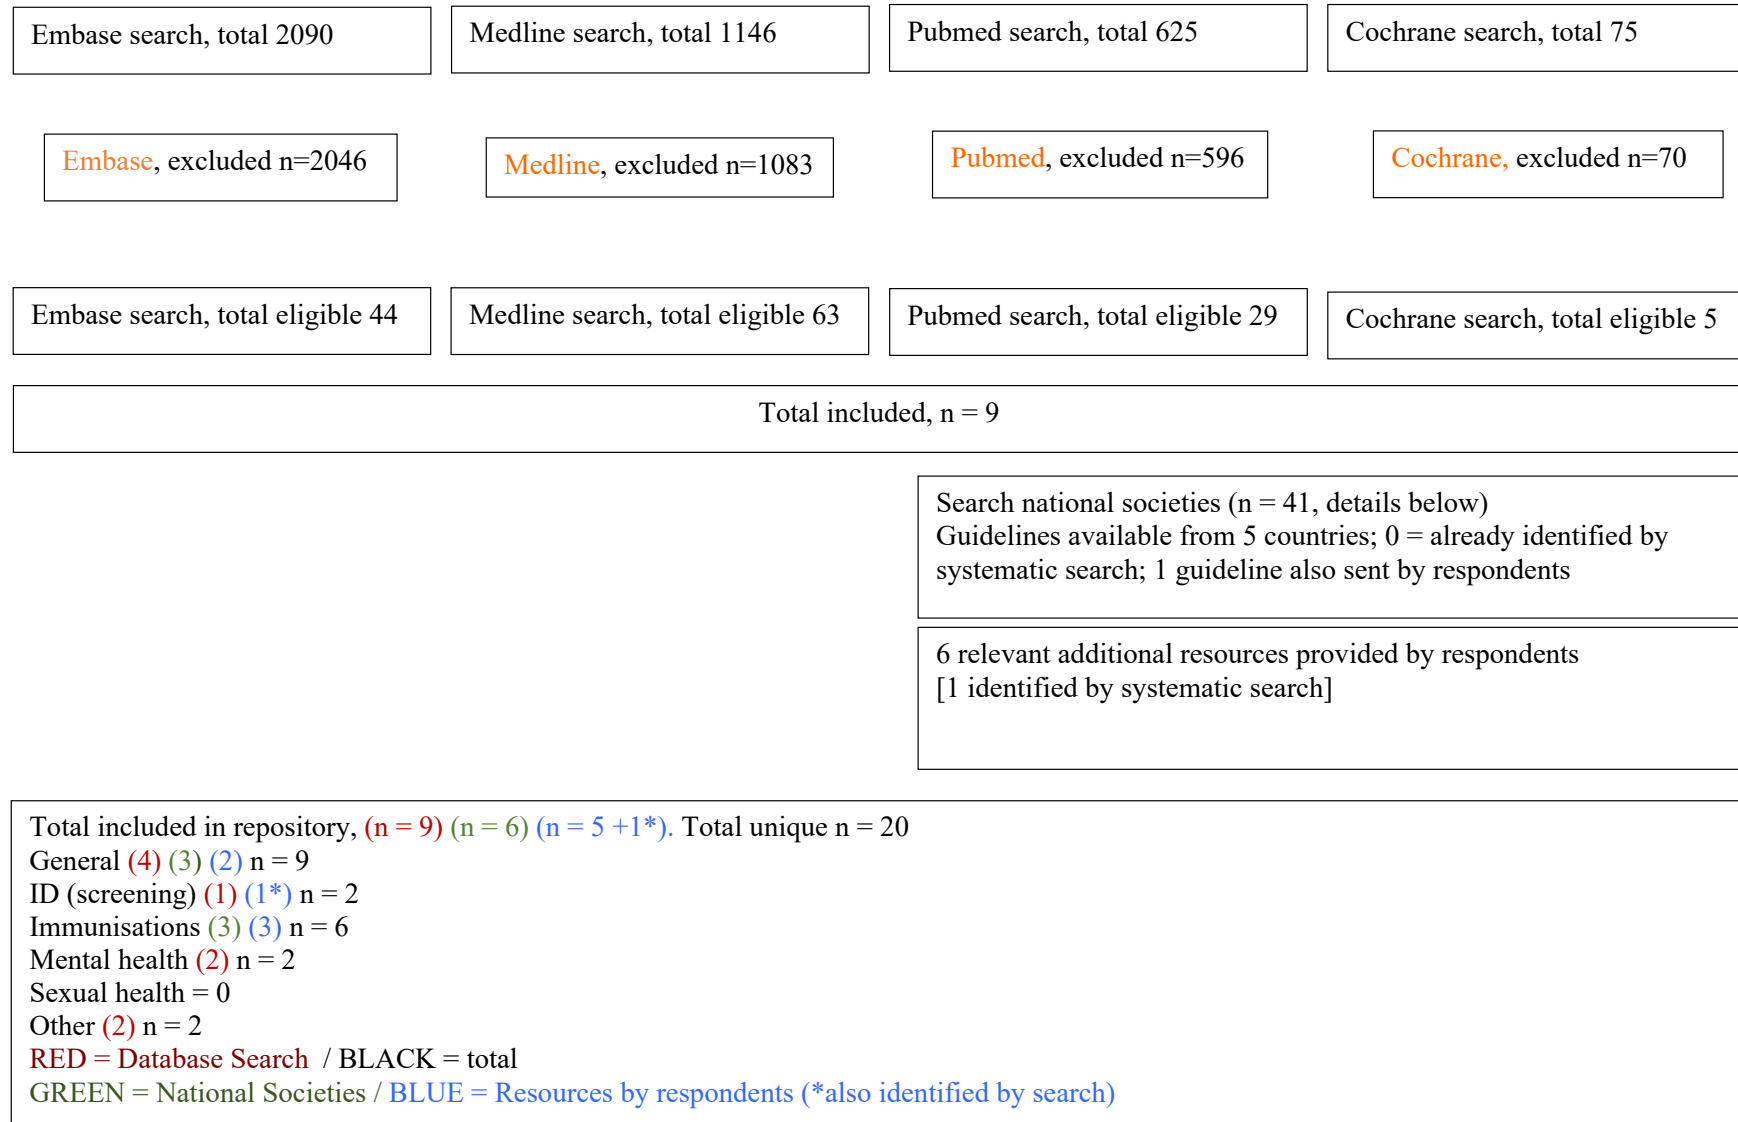 Embase search, total 2090
Medline search, total 1146
Pubmed search, total 625
Cochrane search, total 75
Embase, excluded n=2046
Medline, excluded n=1083
Pubmed, excluded n=596
Cochrane, excluded n=70
Embase search, total eligible 44
Medline search, total eligible 63
Pubmed search, total eligible 29
Cochrane search, total eligible 5
Total included, n = 9
Search national societies (n = 41, details below)
Guidelines available from 5 countries; 0 = already identified by
systematic search; 1 guideline also sent by respondents
6 relevant additional resources provided by respondents
[1 identified by systematic search]
Total included in repository, (n = 9) (n = 6) (n = 5 +1*). Total unique n = 20
General (4) (3) (2) n = 9
ID (screening) (1) (1*) n = 2
Immunisations (3) (3) n = 6
Mental health (2) n = 2
Sexual health = 0
Other (2) n = 2
RED = Database Search / BLACK = total
GREEN = National Societies / BLUE = Resources by respondents (*also identified by search)